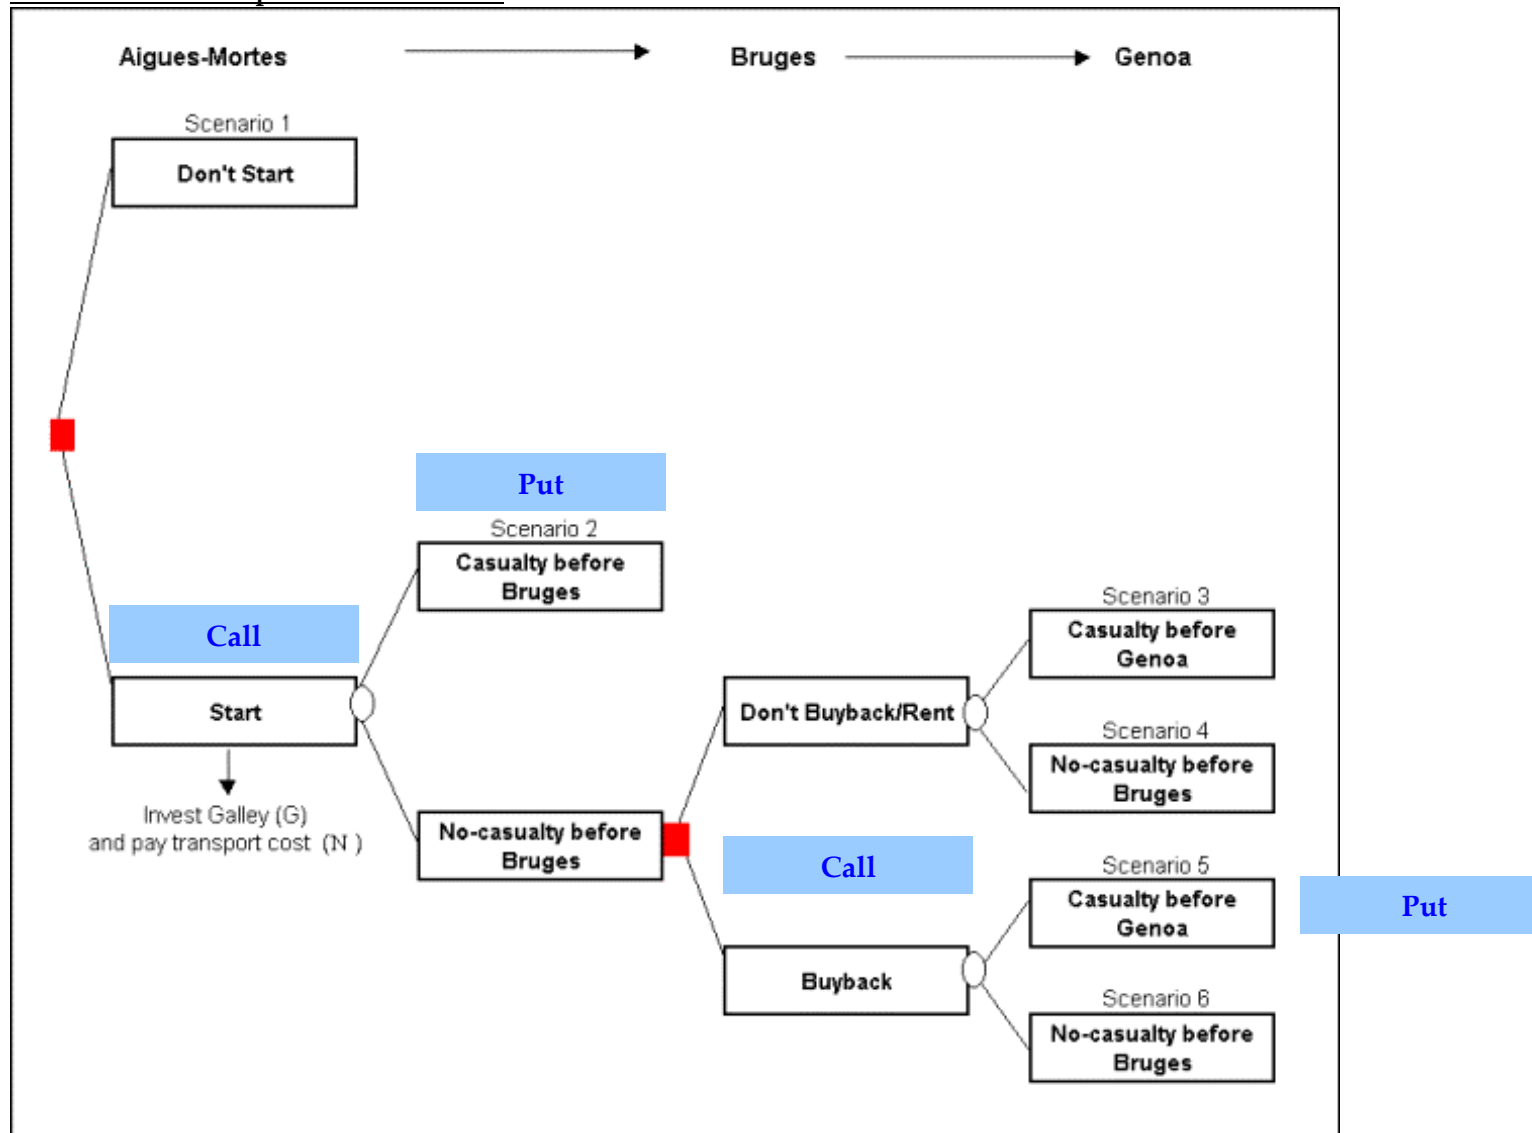 Aigues-Mortes
Bruges
Genoa
Scenario 1
Don't Start
Put
Scenario 2
Casualty before
Bruges
Call
Start
Invest Galley (G)
and pay transport cost (N )
No-casualty before
Bruges
Don't Buyback/Rent
Scenario 3
Casualty before
Genoa
Scenario 4
No-casualty before
Bruges
Call
Buyback
Scenario 5
Casualty before
Genoa
Put
Scenario 6
No-casualty before
Bruges